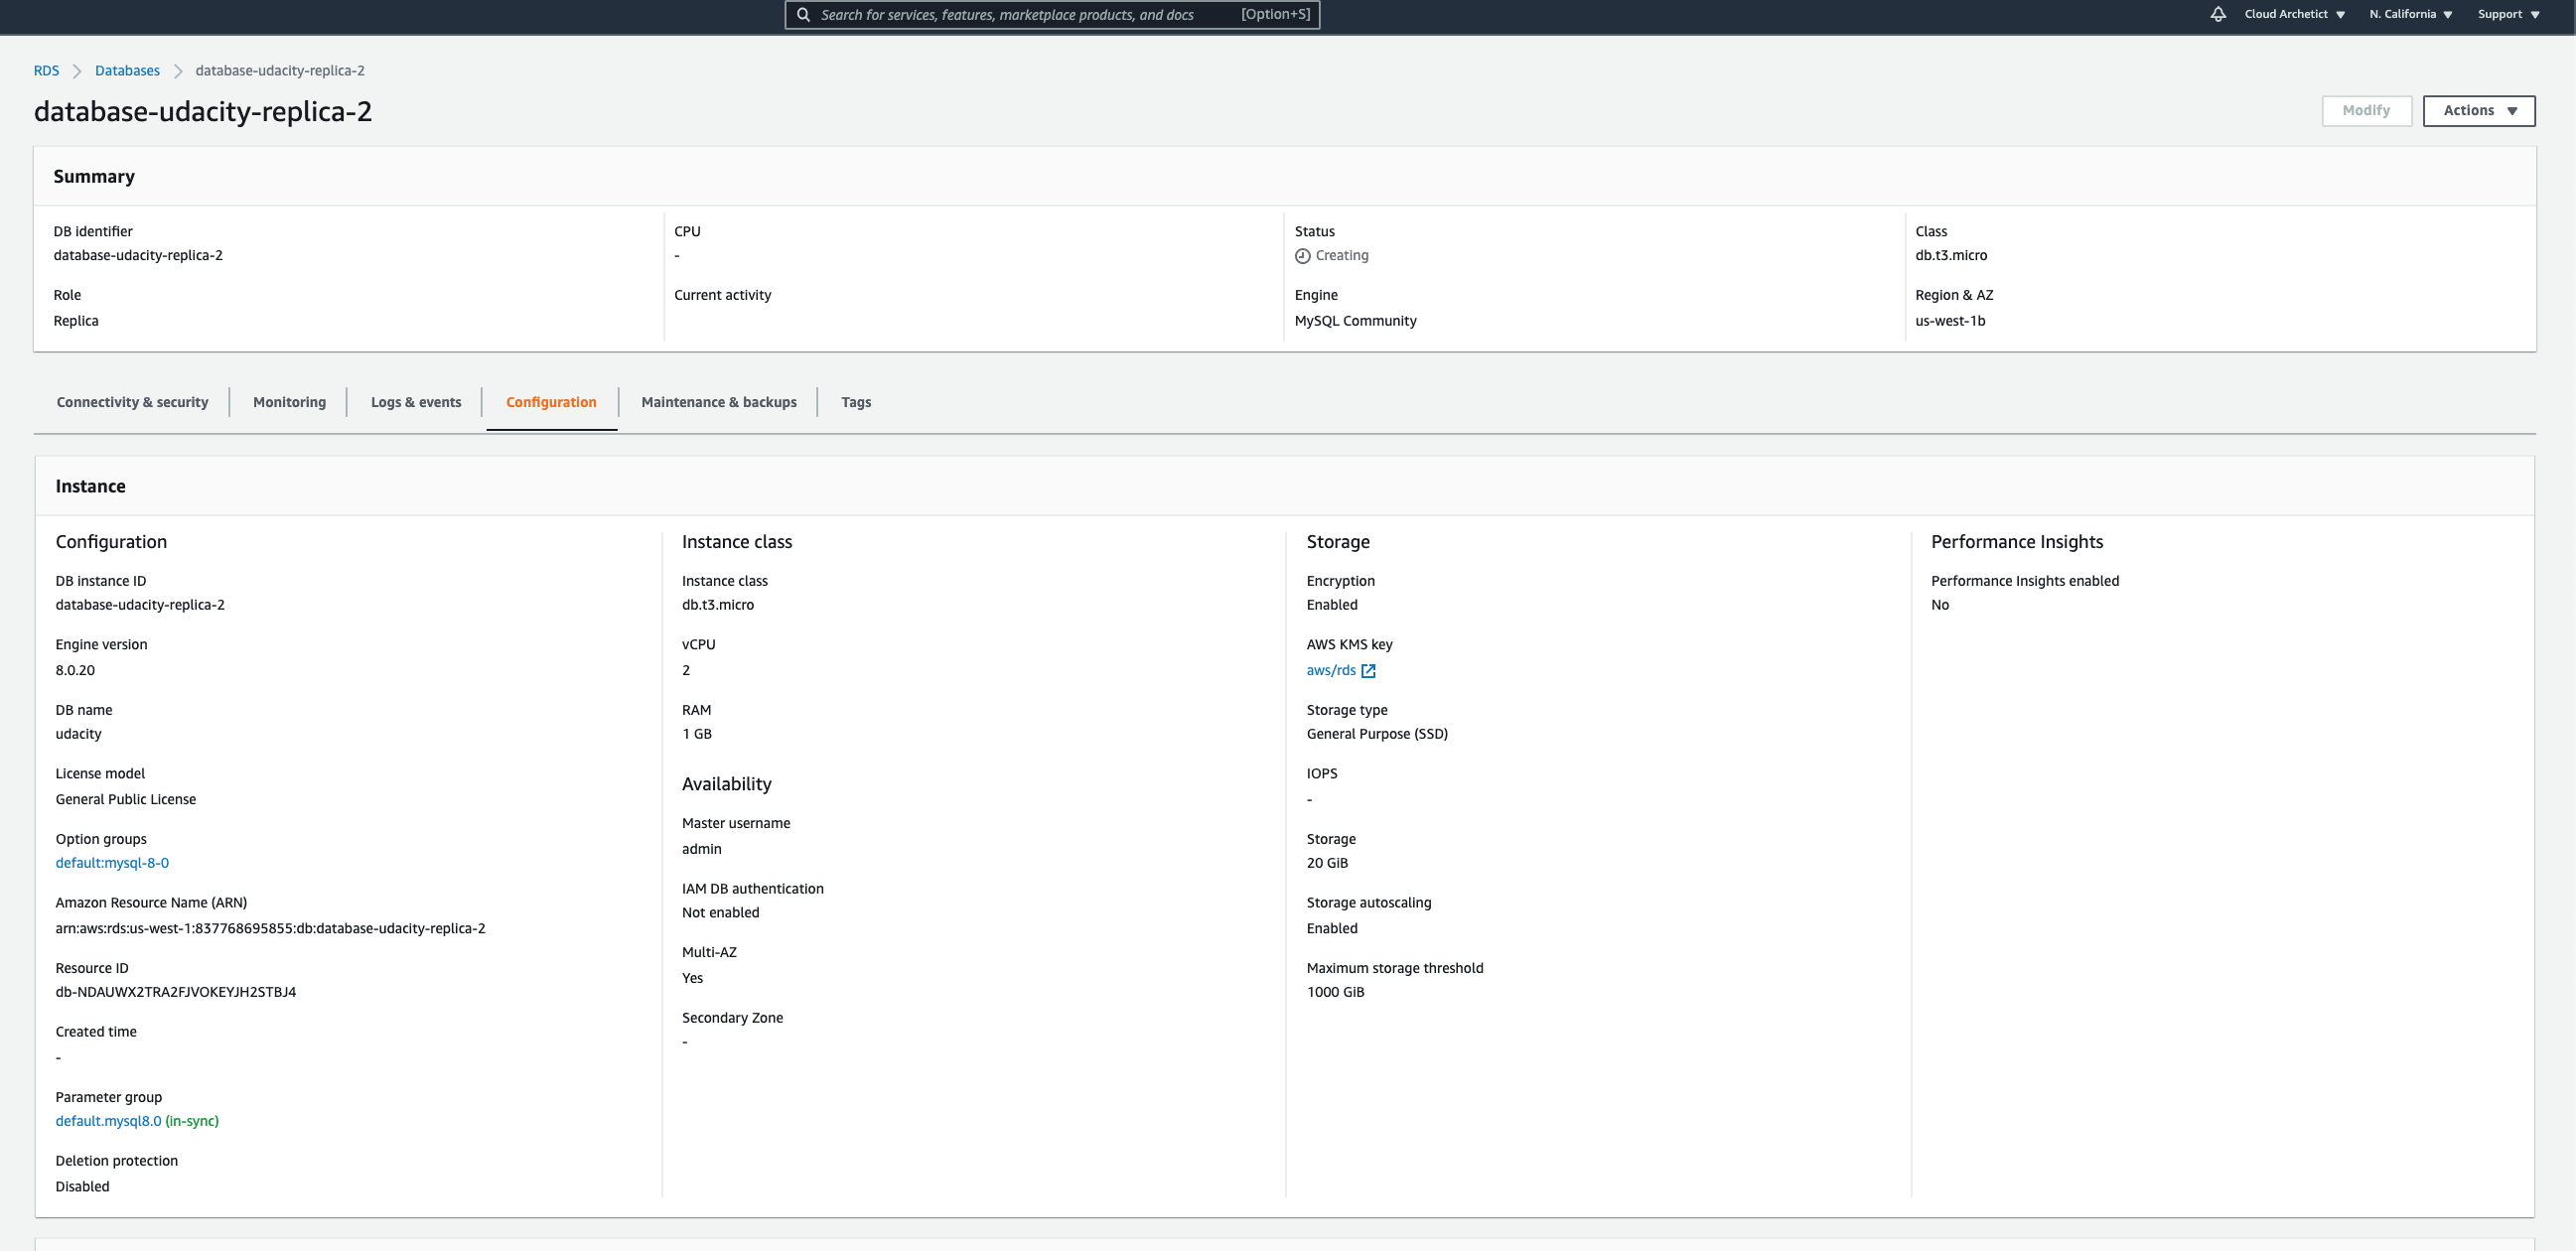 Search for services, features, marketplace products, and docs [Option+S] Cloud Archetict N. California Support
RDS Databases database-udacity-replica-2
database-udacity-replica-2
Modify Actions
Summary
DB identifier
database-udacity-replica-2
Role
Replica
CPU
-
Current activity
Status
Creating
Engine
MySQL Community
Class
db.t3.micro
Region & AZ
us-west-1b
Connectivity & security Monitoring Logs & events Configuration Maintenance & backups Tags
Instance
Configuration
DB instance ID
database-udacity-replica-2
Engine version
8.0.20
DB name
udacity
License model
General Public License
Option groups
default:mysql-8-0
Amazon Resource Name (ARN)
arn:aws:rds:us-west-1:837768695855:db:database-udacity-replica-2
Resource ID
db-NDAUWX2TRA2FJVOKEYJH2STBJ4
Created time
-
Parameter group
default.mysql8.0 (in-sync)
Deletion protection
Disabled
Instance class
Instance class
db.t3.micro
vCPU
2
RAM
1 GB
Availability
Master username
admin
IAM DB authentication
Not enabled
Multi-AZ
Yes
Secondary Zone
-
Storage
Encryption
Enabled
AWS KMS key
aws/rds
Storage type
General Purpose (SSD)
IOPS
-
Storage
20 GiB
Storage autoscaling
Enabled
Maximum storage threshold
1000 GiB
Performance Insights
Performance Insights enabled
No